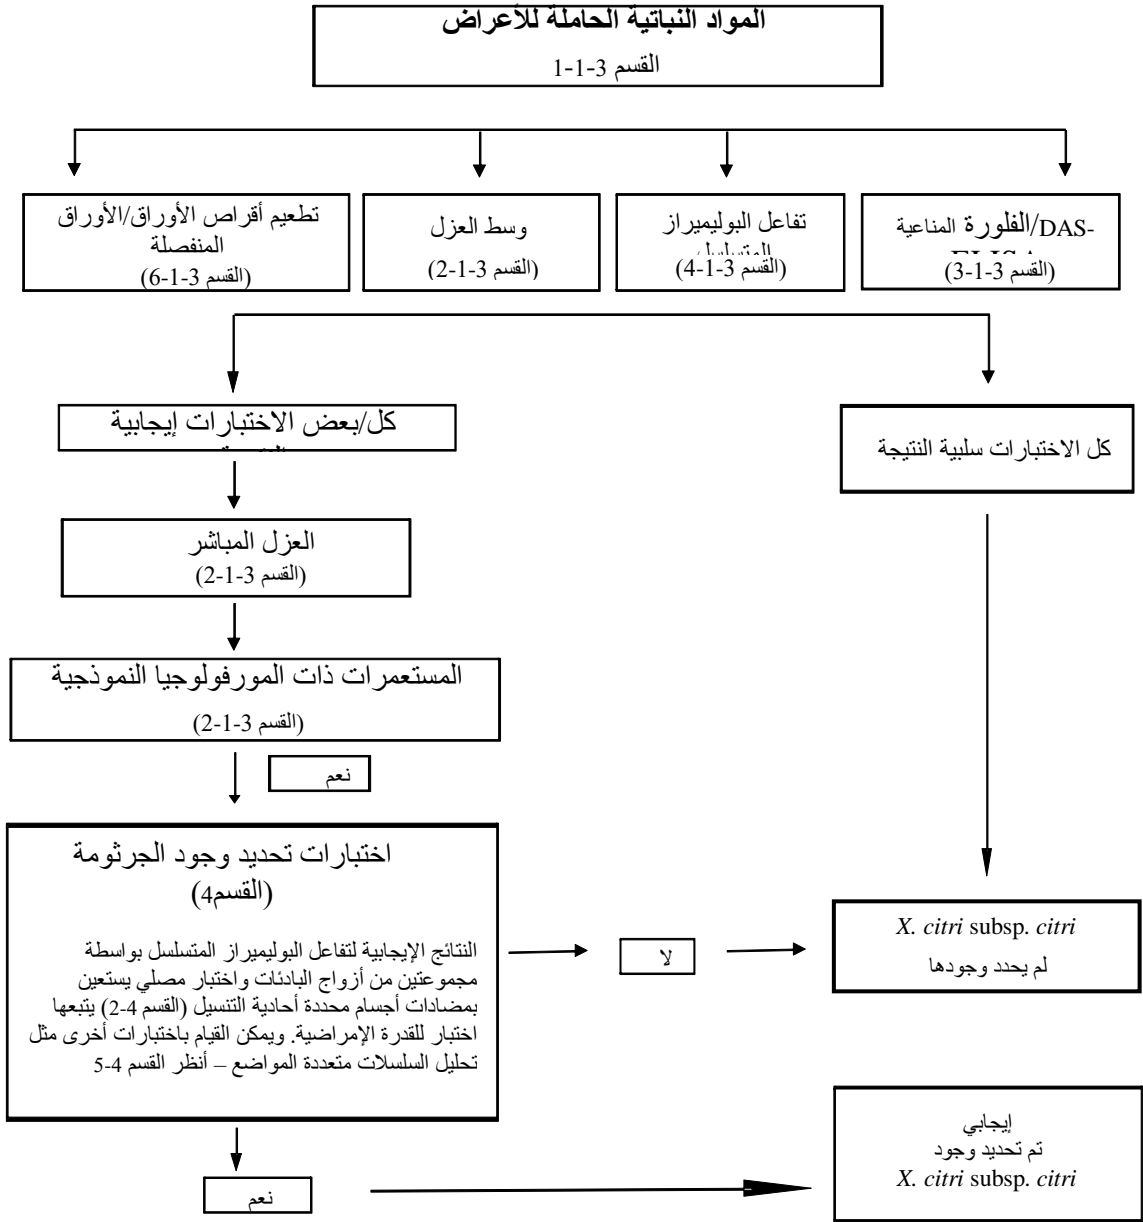 المواد النباتية الحاملة للأعراض
القسم 3-1-1
DAS-/الفلورة المناعية
(القسم 3-1-3)
تفاعل البوليميراز
المتسلسل
(القسم 3-1-4)
وسط العزل
(القسم 3-1-2)
تطعيم أقراص الأوراق/الأوراق
المنفصلة
(القسم 3-1-6)
كل/بعض الاختبارات إيجابية
كل الاختبارات سلبية النتيجة
العزل المباشر
(القسم 3-1-2)
المستعمرات ذات المورفولوجيا النموذجية
(القسم 3-1-2)
نعم
اختبارات تحديد وجود الجرثومة
(القسم4)
النتائج الإيجابية لتفاعل البوليميراز المتسلسل بواسطة
مجموعتين من أزواج البادئات واختبار مصلي يستعين
بمضادات أجسام محددة أحادية التنسيل (القسم 4-2) يتبعها
اختبار للقدرة الإمراضية. ويمكن القيام باختبارات أخرى مثل
تحليل السلسلات متعددة المواضع – أنظر القسم 4-5
لا
X. citri subsp. citri
لم يحدد وجودها
نعم
إيجابي
تم تحديد وجود
X. citri subsp. citri